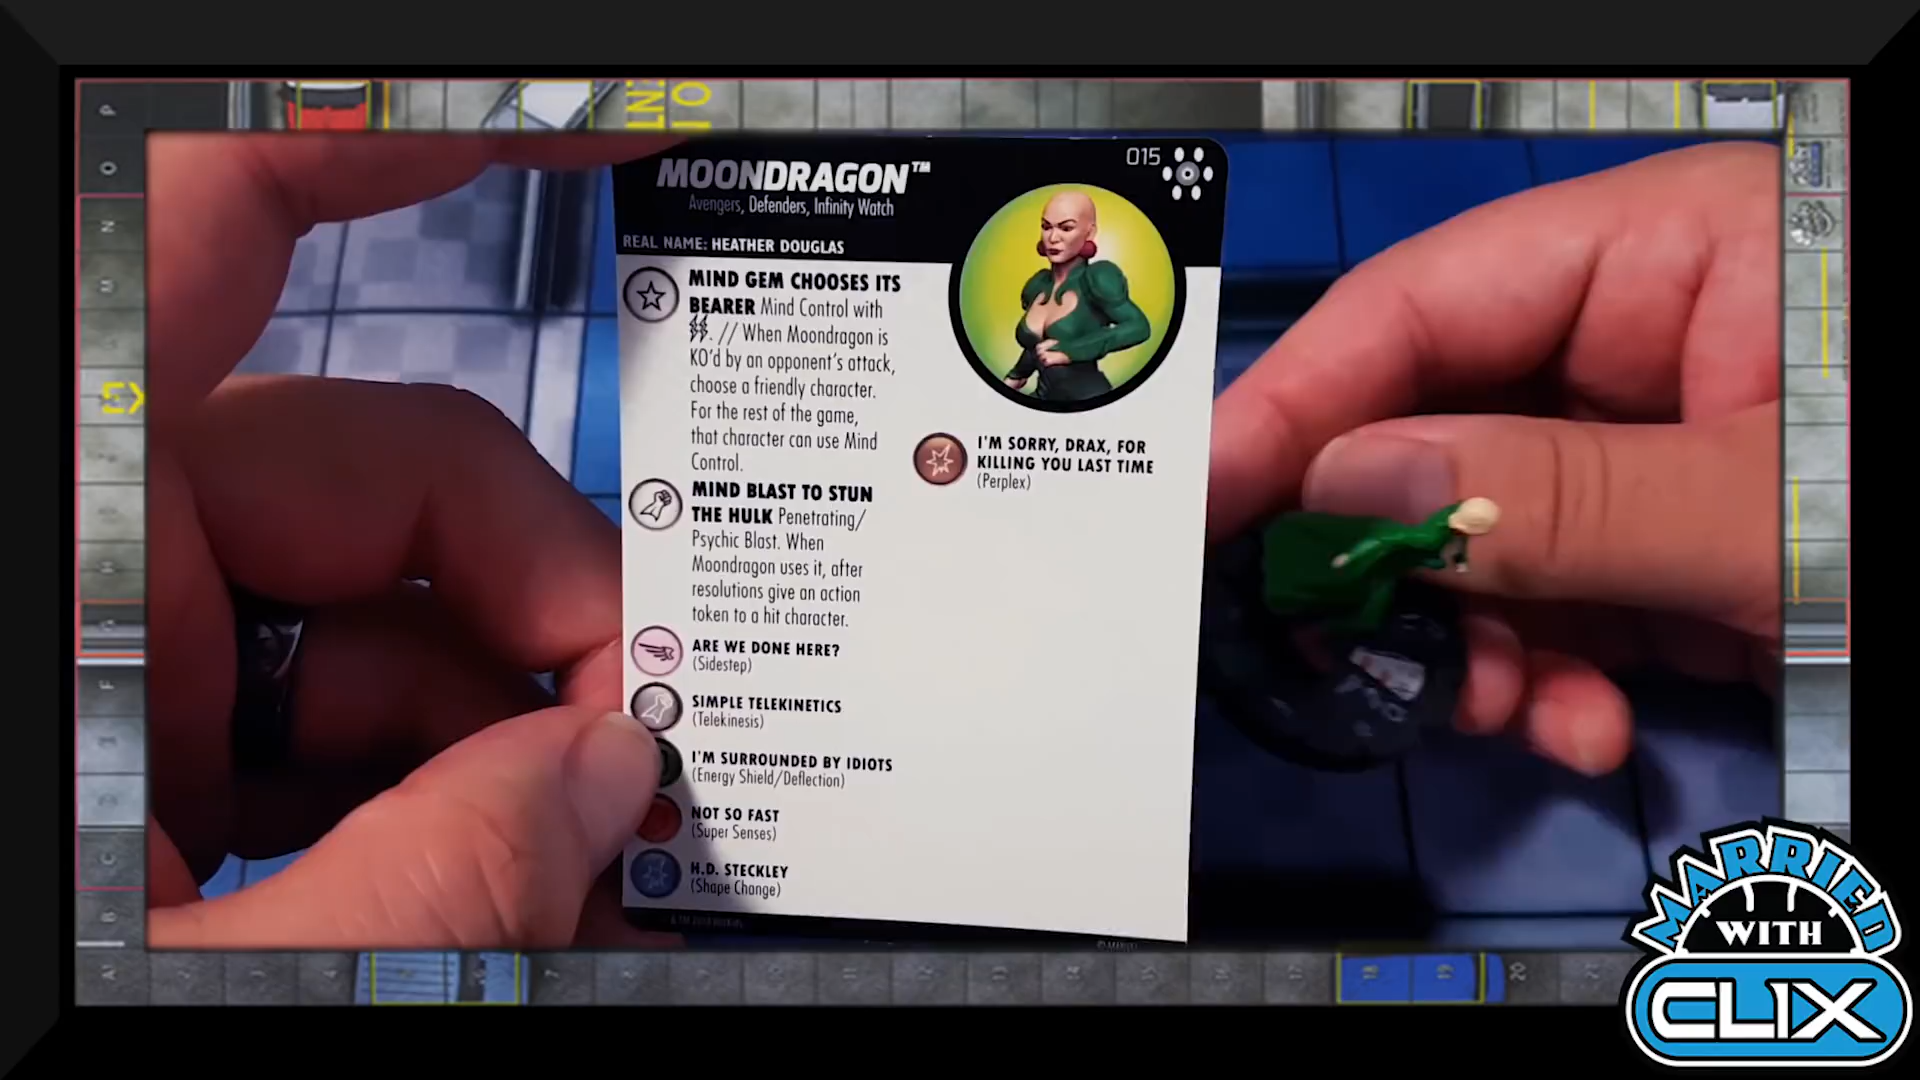 MOONDRAGON™
015
Avengers, Defenders, Infinity Watch
REAL NAME: HEATHER DOUGLAS
MIND GEM CHOOSES ITS
BEARER Mind Control with
. // When Moondragon is
KO'd by an opponent's attack,
choose a friendly character.
For the rest of the game,
that character can use Mind
Control.
MIND BLAST TO STUN
THE HULK Penetrating/
Psychic Blast. When
Moondragon uses it, after
resolutions give an action
token to a hit character.
ARE WE DONE HERE?
(Sidestep)
SIMPLE TELEKINETICS
(Telekinesis)
I'M SURROUNDED BY IDIOTS
(Energy Shield/Deflection)
NOT SO FAST
(Super Senses)
H.D. STECKLEY
(Shape Change)
I'M SORRY, DRAX, FOR
KILLING YOU LAST TIME
(Perplex)
© MARVEL
MARRIED
WITH
CLIX